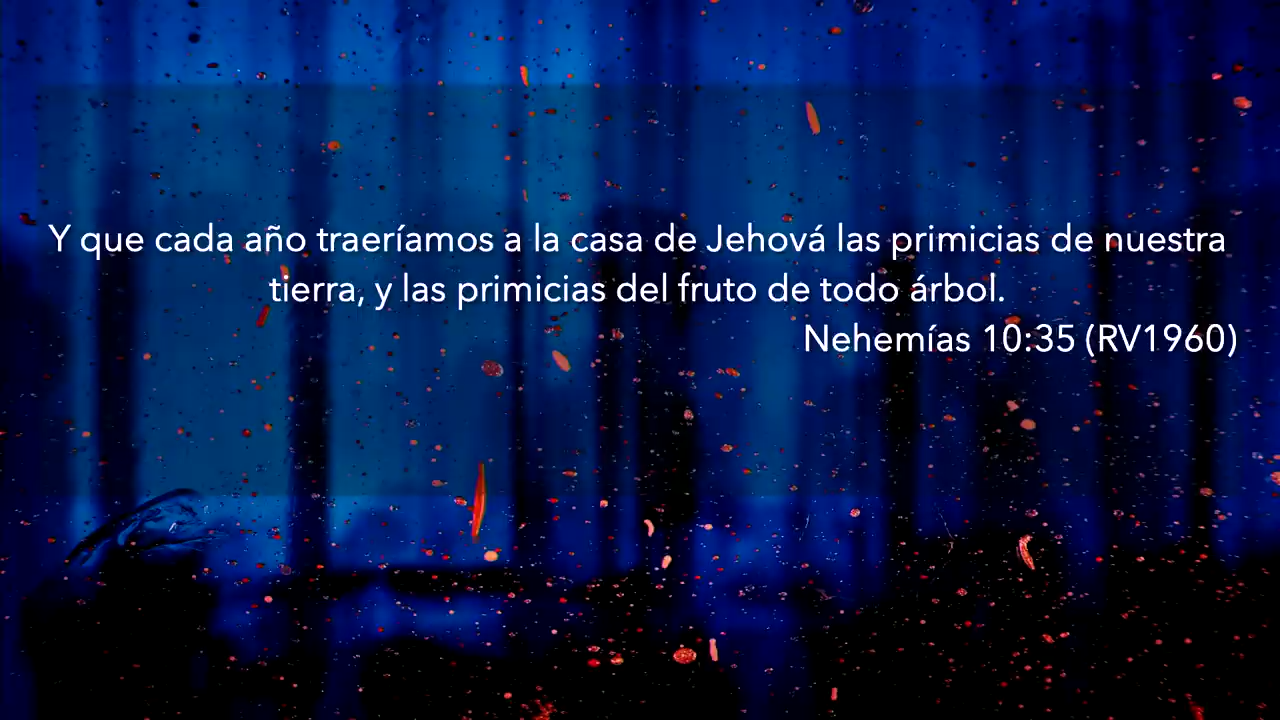 Y que cada año traeríamos a la casa de Jehová las primicias de nuestra
tierra, y las primicias del fruto de todo árbol.
Nehemías 10:35 (RV1960)